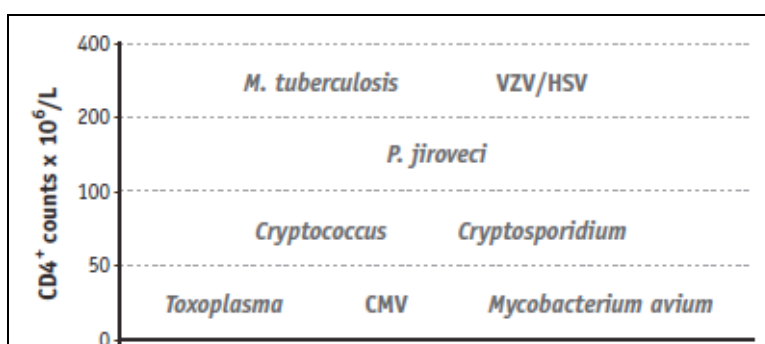 400
M. tuberculosis VZV/HSV
200
P. jiroveci
100
Cryptococcus Cryptosporidium
50
Toxoplasma CMV Mycobacterium avium
0
CD4⁺ counts x 10⁶/L